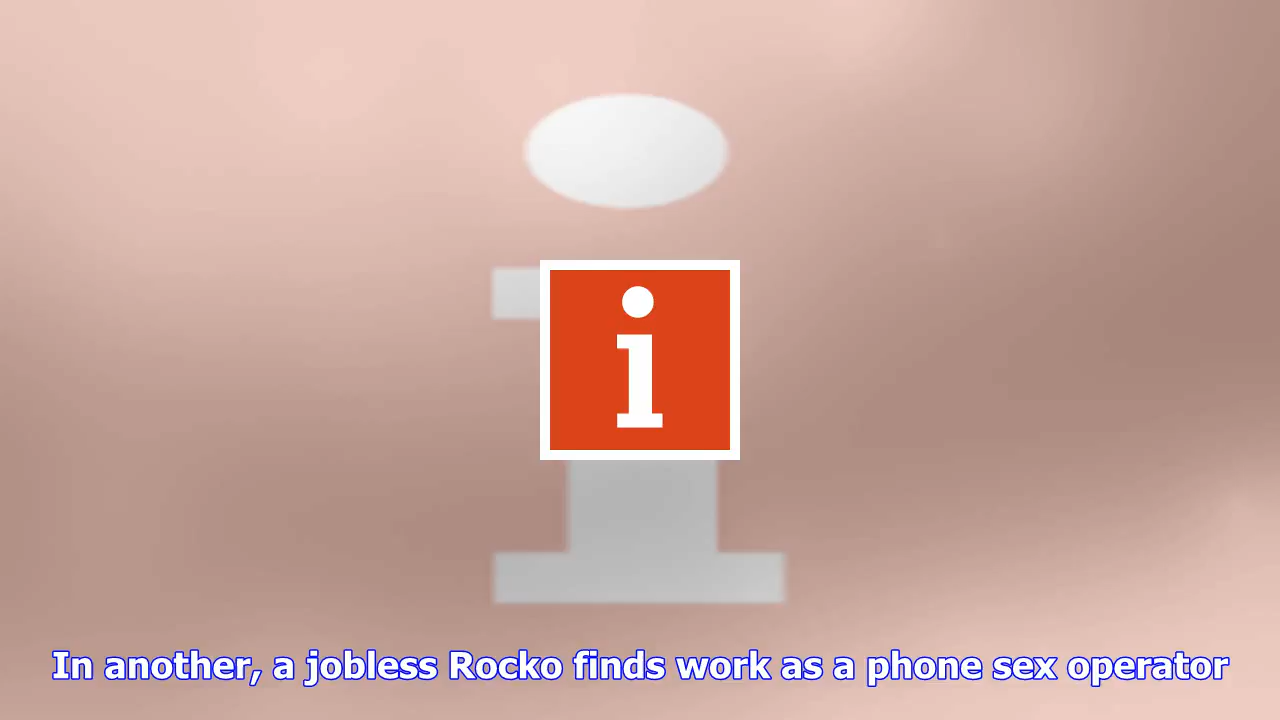 i
In another, a jobless Rocko finds work as a phone sex operator